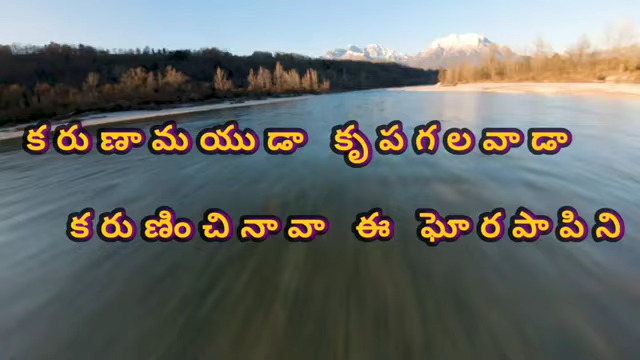 కరుణామయుడా కృపగలవాడా
కరుణించినావా ఈ ఘోరపాపిని